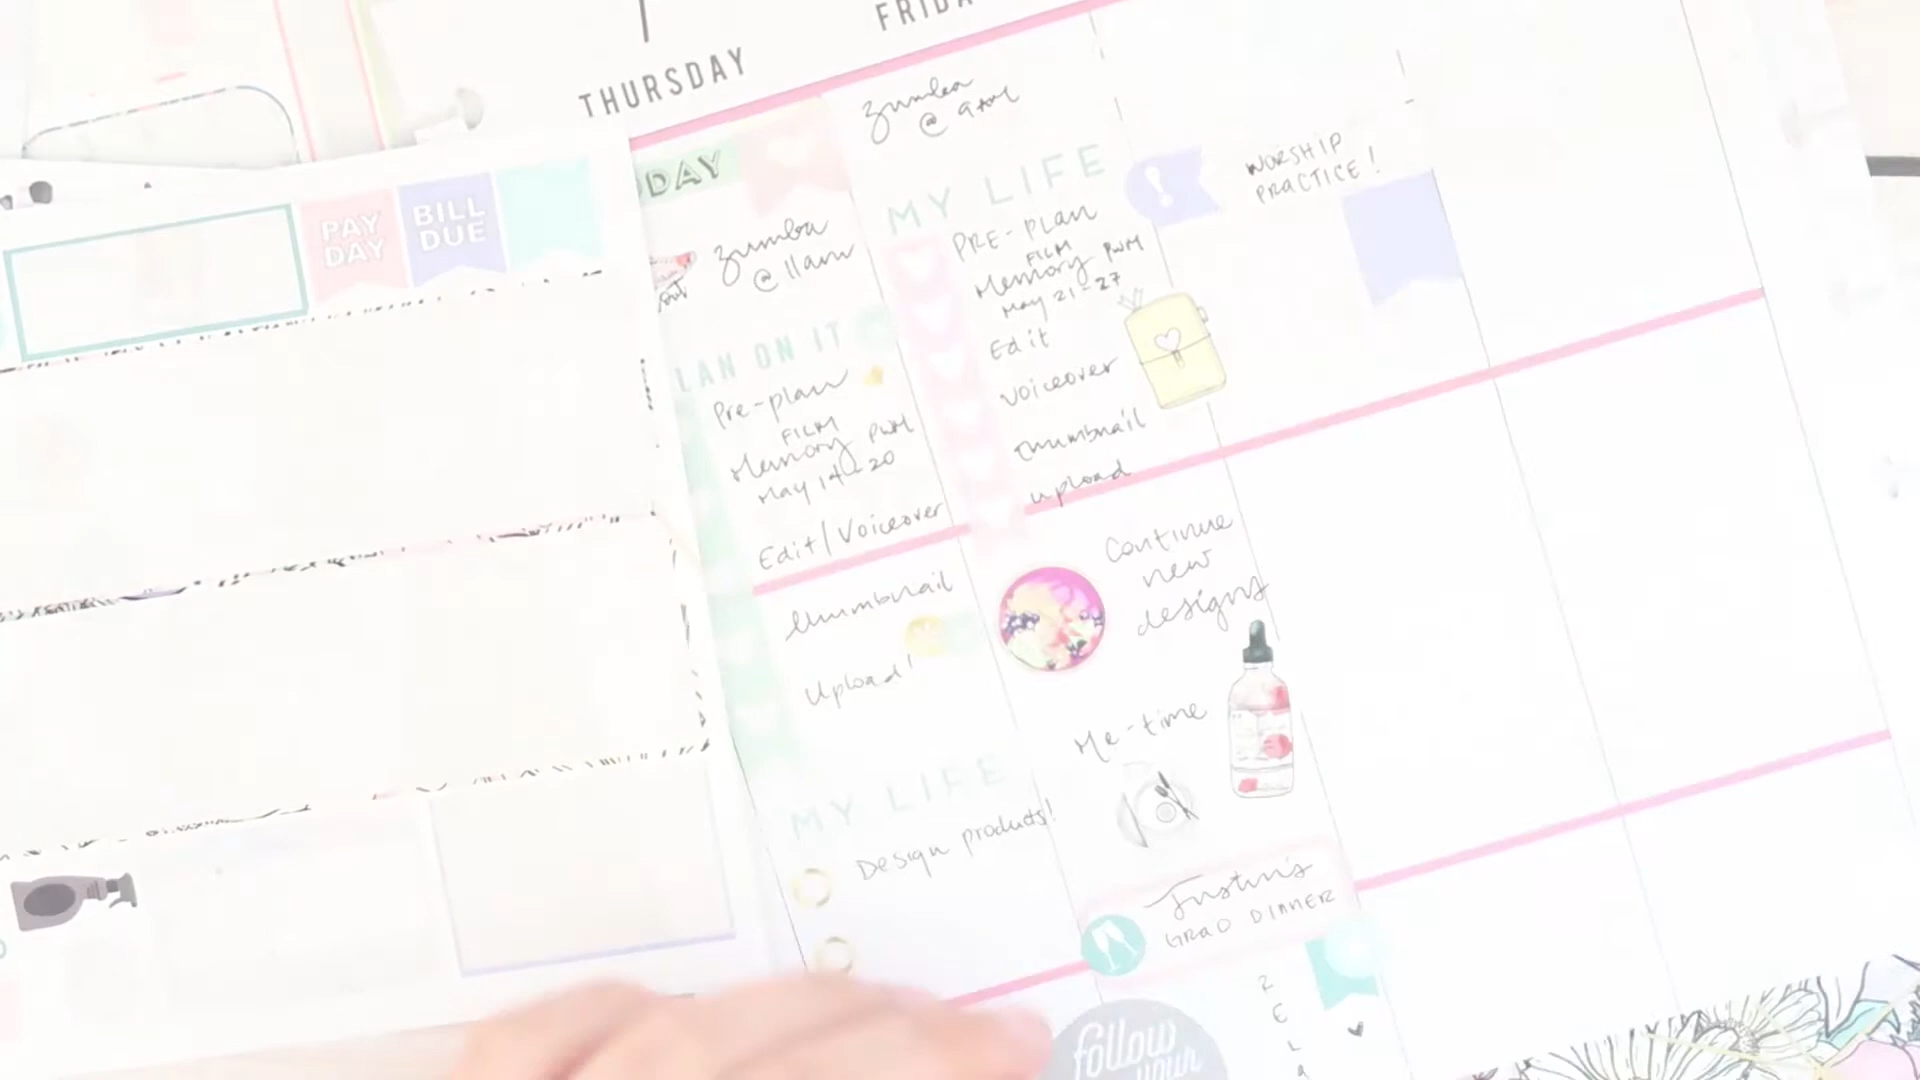 THURSDAY
PAY
DAY
BILL
DUE
DAY
zumba
@ 11am
LAN ON IT
Pre-plan
FILM
Memory PWM
May 14-20
Edit/Voiceover
thumbnail
Upload!
MY LIFE
Design products!
zumba
@ 9am
MY LIFE
PRE-PLAN
FILM
Memory PWM
May 21-27
Edit
Voiceover
Thumbnail
upload
Continue
new
designs
Me-time
Justin's
GRAD DINNER
follow
your
!
WORSHIP
PRACTICE!